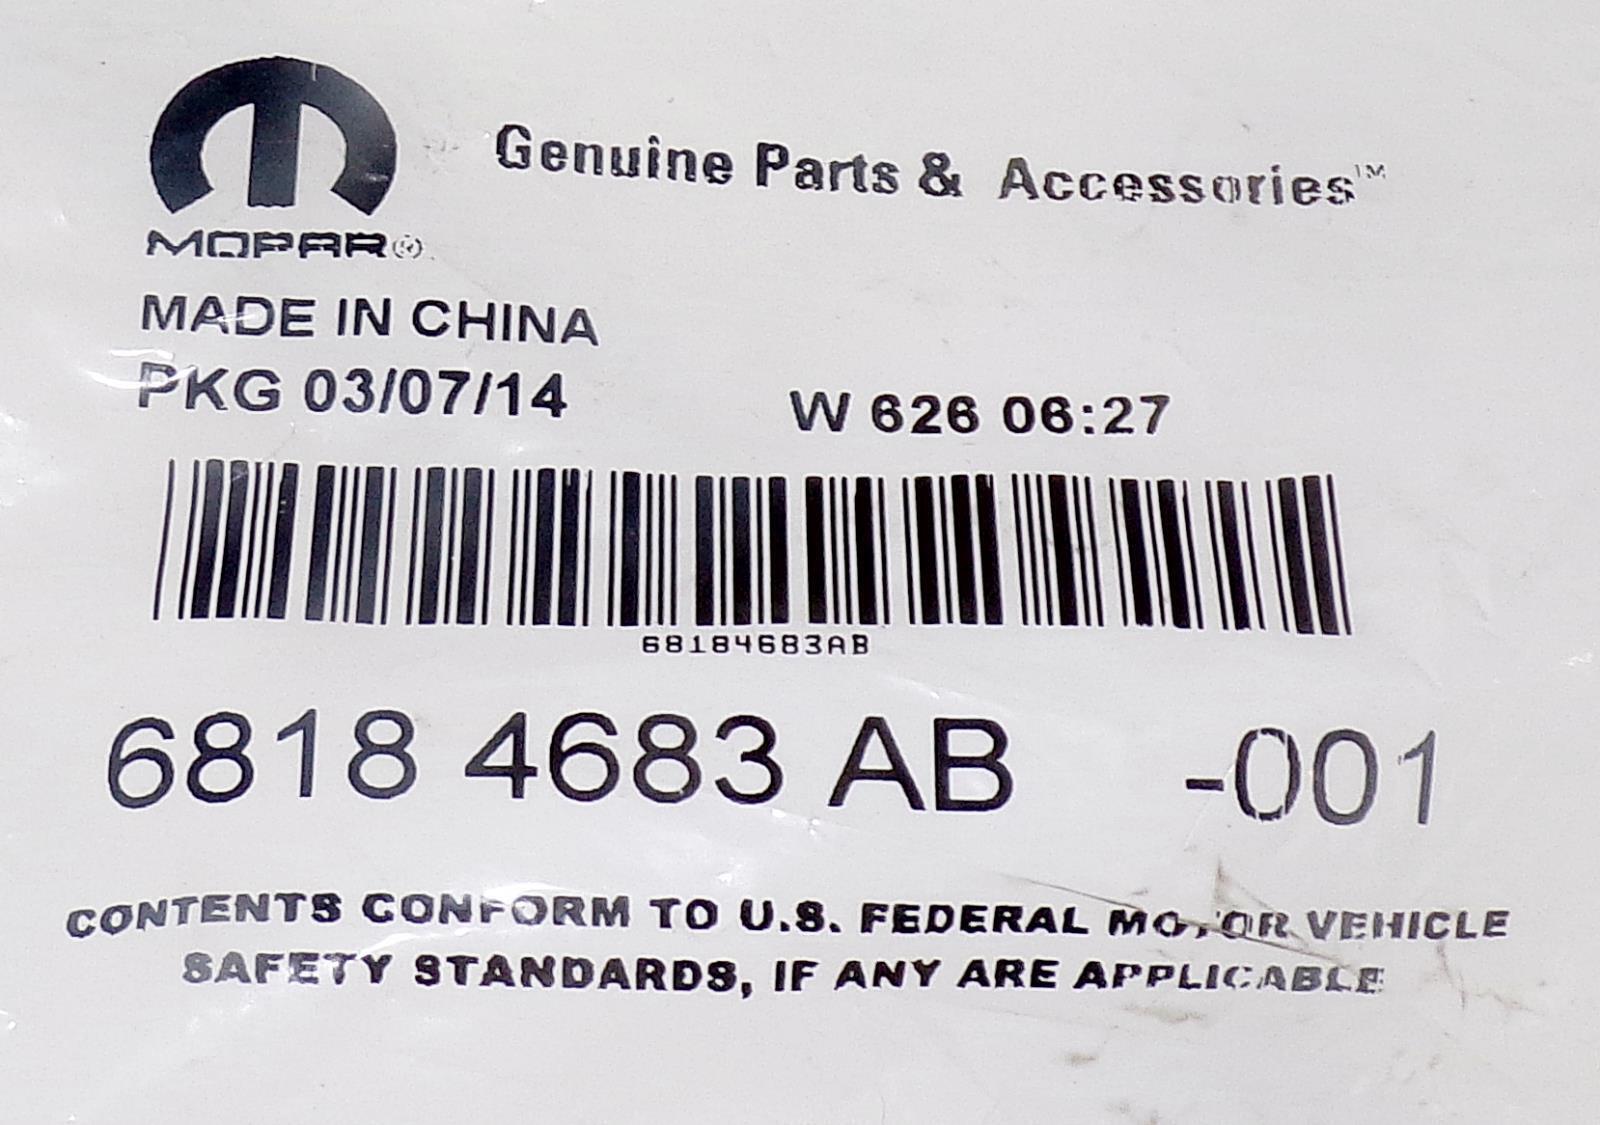 Genuine Parts & Accessories™
MOPAR®
MADE IN CHINA
PKG 03/07/14 W 626 06:27
68184683AB
6818 4683 AB -001
CONTENTS CONFORM TO U.S. FEDERAL MOTOR VEHICLE
SAFETY STANDARDS, IF ANY ARE APPLICABLE